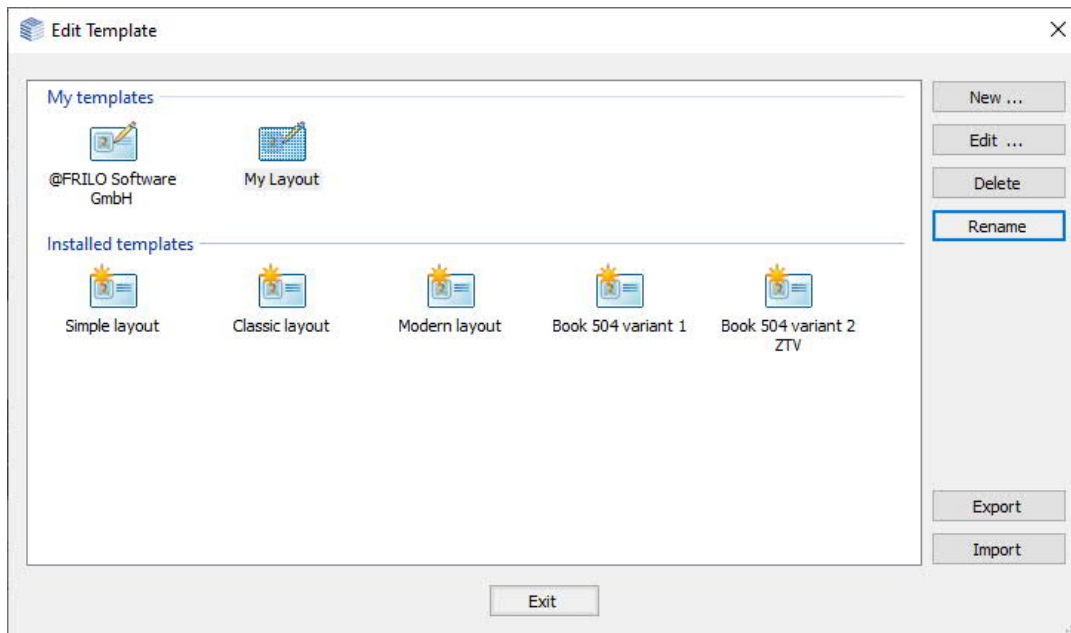 Edit Template
My templates
@FRILO Software
GmbH
My Layout
Installed templates
Simple layout
Classic layout
Modern layout
Book 504 variant 1
Book 504 variant 2
ZTV
New ...
Edit ...
Delete
Rename
Export
Import
Exit